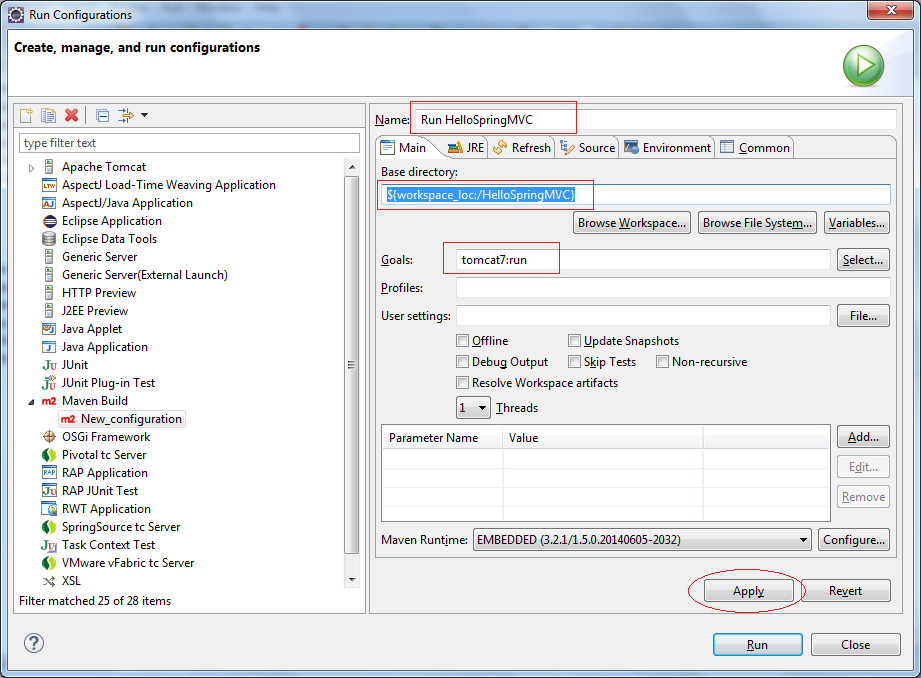 Run Configurations
Create, manage, and run configurations
type filter text
Apache Tomcat
AspectJ Load-Time Weaving Application
AspectJ/Java Application
Eclipse Application
Eclipse Data Tools
Generic Server
Generic Server(External Launch)
HTTP Preview
J2EE Preview
Java Applet
Java Application
JUnit
JUnit Plug-in Test
Maven Build
New_configuration
OSGi Framework
Pivotal tc Server
RAP Application
RAP JUnit Test
RWT Application
SpringSource tc Server
Task Context Test
VMware vFabric tc Server
XSL
Filter matched 25 of 28 items
Name: Run HelloSpringMVC
Main JRE Refresh Source Environment Common
Base directory:
${workspace_loc:/HelloSpringMVC}
Browse Workspace... Browse File System... Variables...
Goals: tomcat7:run Select...
Profiles:
User settings: File...
Offline Update Snapshots
Debug Output Skip Tests Non-recursive
Resolve Workspace artifacts
1 Threads
Parameter Name Value Add...
Edit...
Remove
Maven Runtime: EMBEDDED (3.2.1/1.5.0.20140605-2032) Configure...
Apply Revert
Run Close